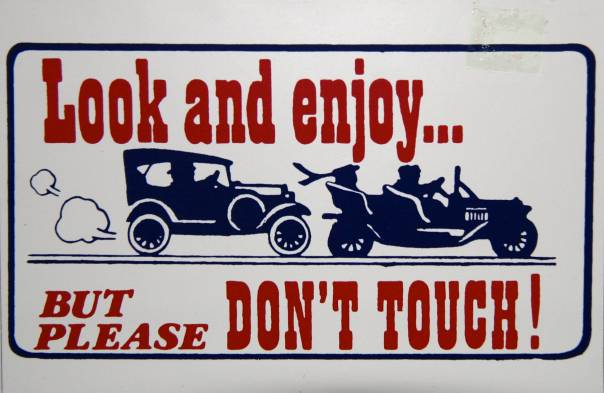 Look and enjoy...
BUT
PLEASE DON'T TOUCH!